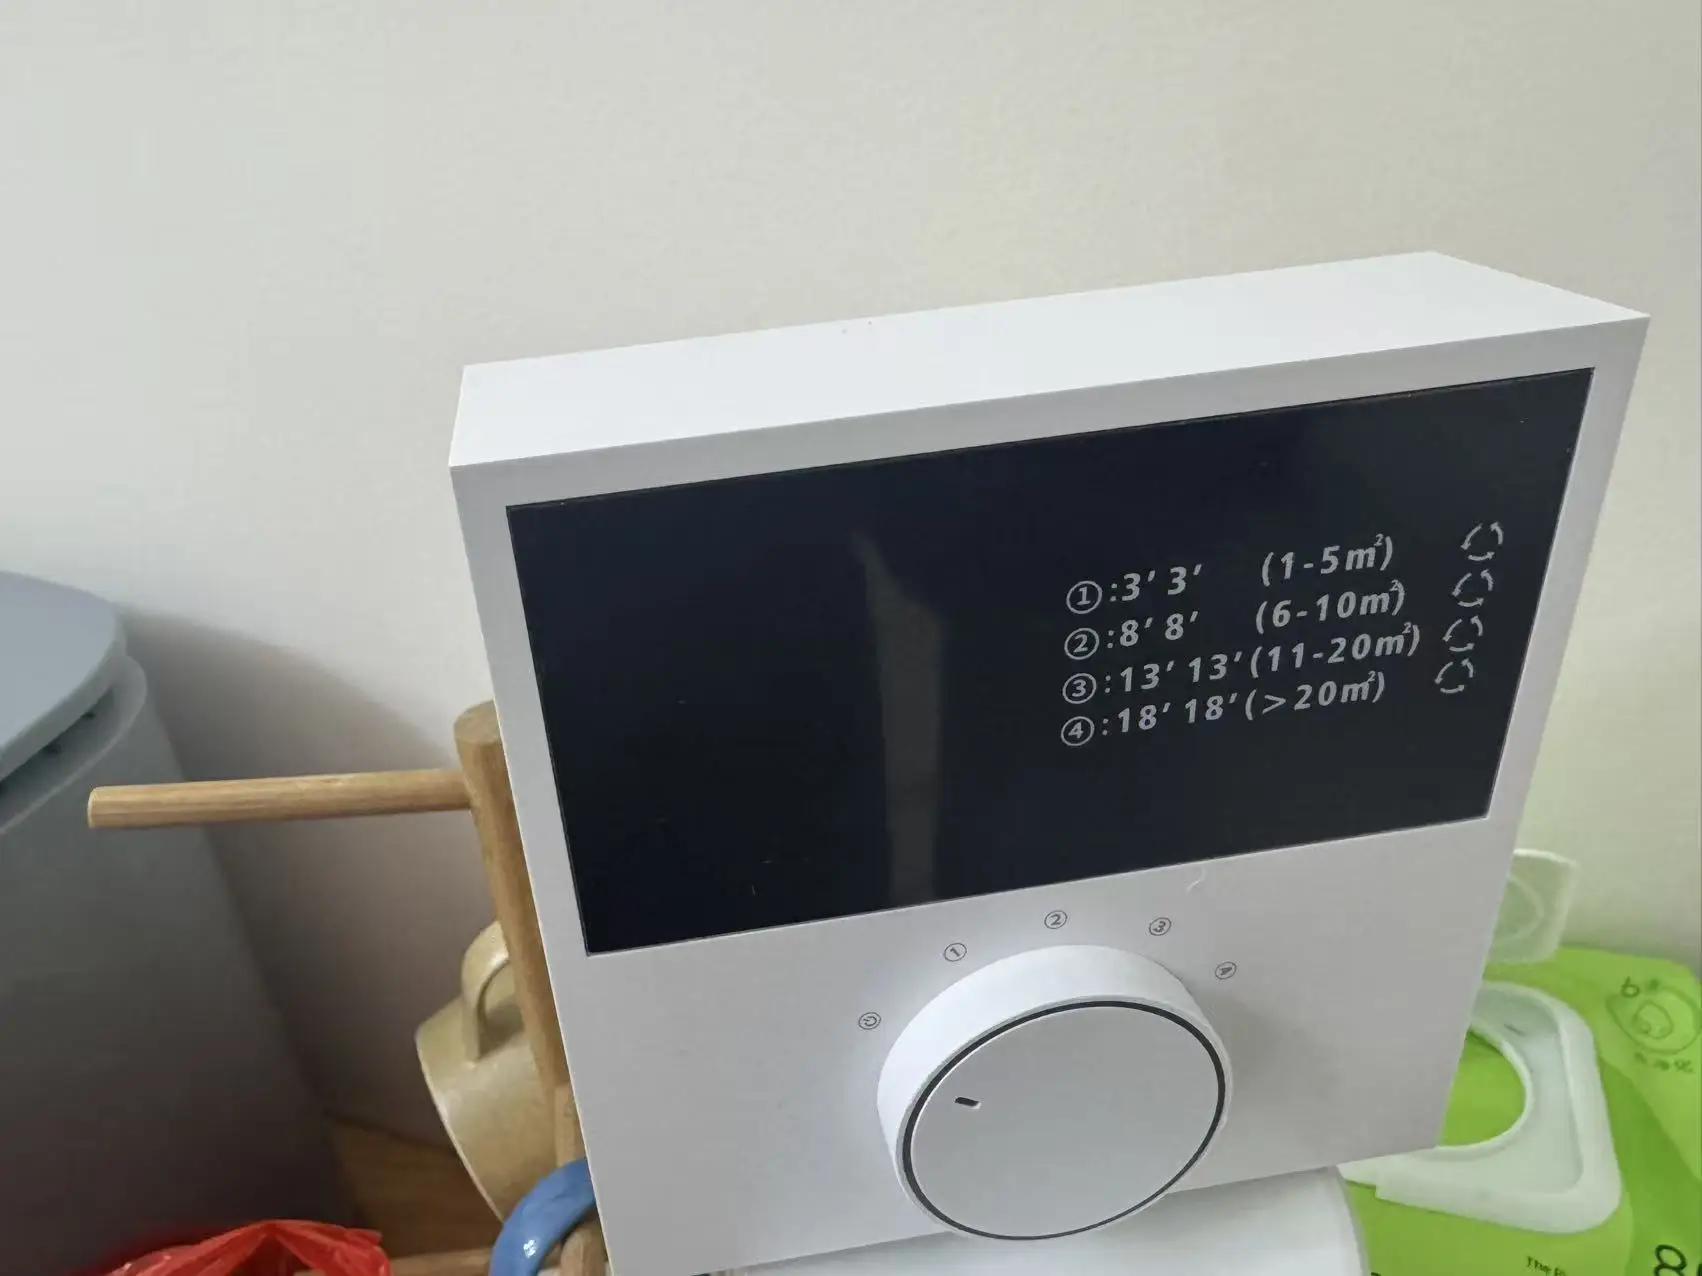 ①:3′ 3′ (1-5m²)
②:8′ 8′ (6-10m²)
③:13′ 13′ (11-20m²)
④:18′ 18′ (>20m²)
① ② ③ ④